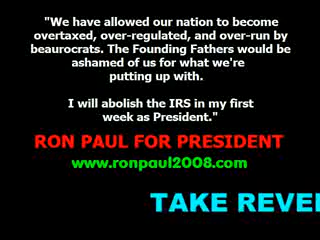 "We have allowed our nation to become
overtaxed, over-regulated, and over-run by
beaurocrats. The Founding Fathers would be
ashamed of us for what we're
putting up with.
I will abolish the IRS in my first
week as President."
RON PAUL FOR PRESIDENT
www.ronpaul2008.com
TAKE REVE